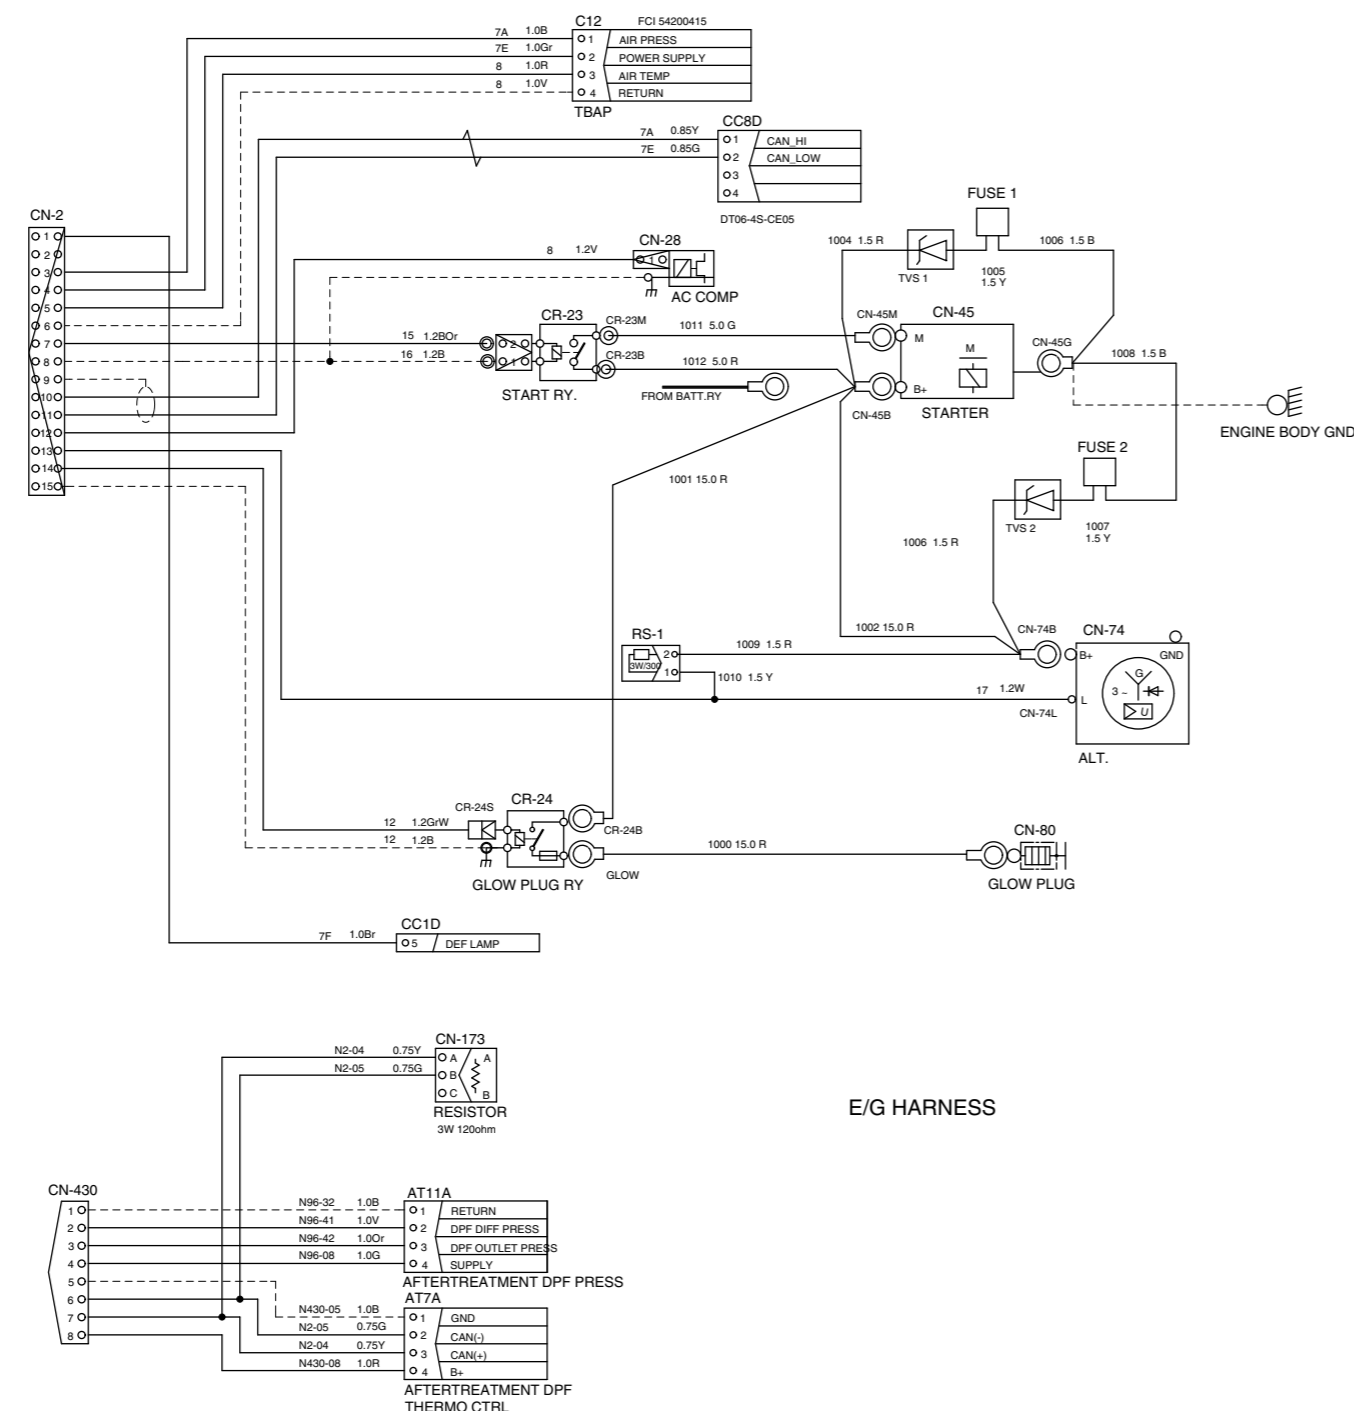 C12 FCI 54200415
7A 1.0B 1 AIR PRESS
7E 1.0Gr 2 POWER SUPPLY
8 1.0R 3 AIR TEMP
8 1.0V 4 RETURN
TBAP
CC8D
7A 0.85Y 1 CAN_HI
7E 0.85G 2 CAN_LOW
3
4
DT06-4S-CE05
CN-2
1
2
3
4
5
6
7
8
9
10
11
12
13
14
15
CN-28
8 1.2V 1
AC COMP
FUSE 1
1004 1.5 R
TVS 1
1005
1.5 Y
1006 1.5 B
CR-23
15 1.2BOr 2
16 1.2B 1
START RY.
CR-23M
1011 5.0 G
CR-23B
1012 5.0 R
FROM BATT.RY
CN-45M
CN-45
M
M
B+
CN-45B
STARTER
CN-45G
1008 1.5 B
ENGINE BODY GND
FUSE 2
TVS 2
1007
1.5 Y
1006 1.5 R
1001 15.0 R
1002 15.0 R
RS-1
3W/300
2
1
1009 1.5 R
1010 1.5 Y
17 1.2W
CN-74B
CN-74
B+
GND
G
3 ~
U
L
CN-74L
ALT.
CR-24S
CR-24
12 1.2GrW
12 1.2B
CR-24B
GLOW PLUG RY
GLOW
1000 15.0 R
CN-80
GLOW PLUG
CC1D
7F 1.0Br 5 DEF LAMP
CN-173
N2-04 0.75Y A A
N2-05 0.75G B
C B
RESISTOR
3W 120ohm
E/G HARNESS
CN-430
1
2
3
4
5
6
7
8
AT11A
N96-32 1.0B 1 RETURN
N96-41 1.0V 2 DPF DIFF PRESS
N96-42 1.0Or 3 DPF OUTLET PRESS
N96-08 1.0G 4 SUPPLY
AFTERTREATMENT DPF PRESS
AT7A
N430-05 1.0B 1 GND
N2-05 0.75G 2 CAN(-)
N2-04 0.75Y 3 CAN(+)
N430-08 1.0R 4 B+
AFTERTREATMENT DPF
THERMO CTRL